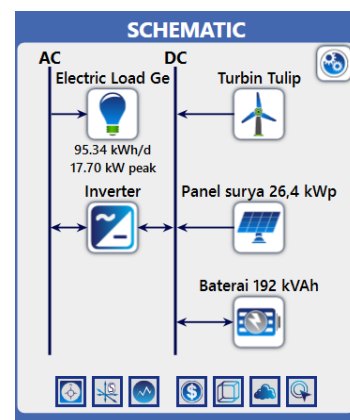 SCHEMATIC
AC DC
Electric Load Ge Turbin Tulip
95.34 kWh/d
17.70 kW peak
Inverter Panel surya 26,4 kWp
Baterai 192 kVAh